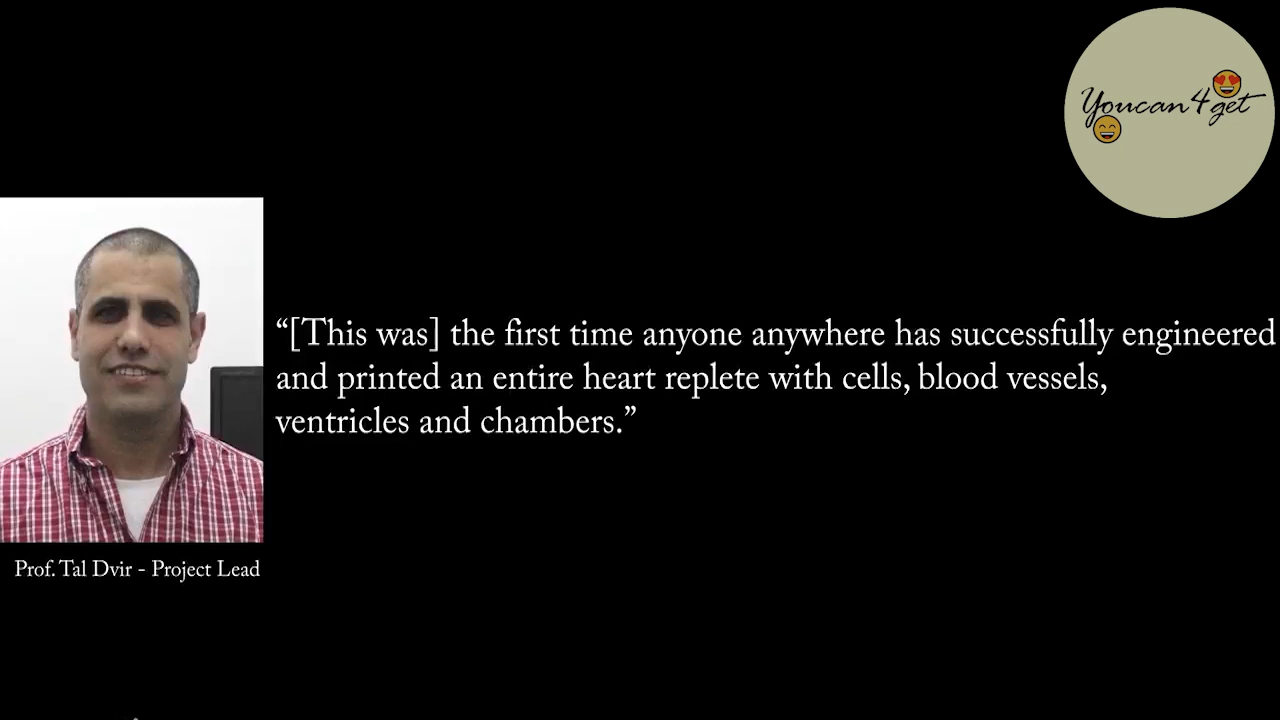 Youcan4get
“[This was] the first time anyone anywhere has successfully engineered
and printed an entire heart replete with cells, blood vessels,
ventricles and chambers.”
Prof. Tal Dvir - Project Lead